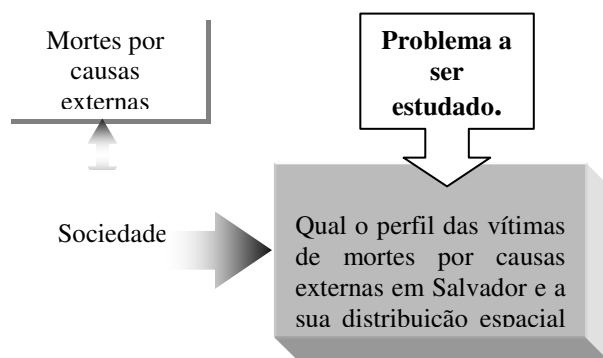 Mortes por
causas
externas
Problema a
ser
estudado.
Sociedade
Qual o perfil das vítimas
de mortes por causas
externas em Salvador e a
sua distribuição espacial